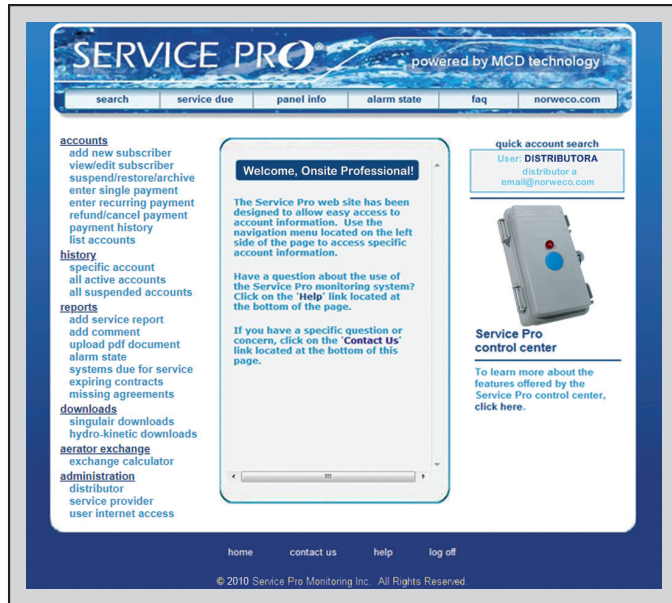 SERVICE PRO®
powered by MCD technology
search service due panel info alarm state faq norweco.com
accounts
add new subscriber
view/edit subscriber
suspend/restore/archive
enter single payment
enter recurring payment
refund/cancel payment
payment history
list accounts
history
specific account
all active accounts
all suspended accounts
reports
add service report
add comment
upload pdf document
alarm state
systems due for service
expiring contracts
missing agreements
downloads
singulair downloads
hydro-kinetic downloads
aerator exchange
exchange calculator
administration
distributor
service provider
user internet access
Welcome, Onsite Professional!
The Service Pro web site has been
designed to allow easy access to
account information. Use the
navigation menu located on the left
side of the page to access specific
account information.
Have a question about the use of
the Service Pro monitoring system?
Click on the 'Help' link located at
the bottom of the page.
If you have a specific question or
concern, click on the 'Contact Us'
link located at the bottom of this
page.
quick account search
User: DISTRIBUTORA
distributor a
email@norweco.com
Service Pro
control center
To learn more about the
features offered by the
Service Pro control center,
click here.
home contact us help log off
© 2010 Service Pro Monitoring Inc. All Rights Reserved.